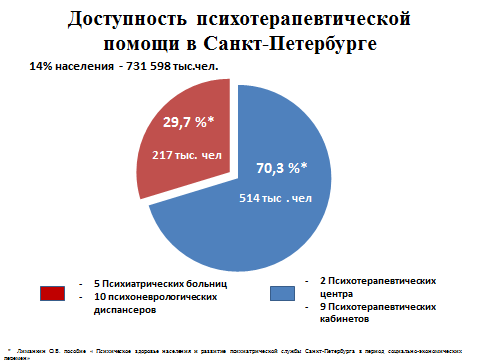 Доступность психотерапевтической
помощи в Санкт-Петербурге
14% населения - 731 598 тыс.чел.
29,7 %*
217 тыс. чел
70,3 %*
514 тыс . чел
- 5 Психиатрических больниц
- 10 психоневрологических
диспансеров
- 2 Психотерапевтических
центра
- 9 Психотерапевтических
кабинетов
* Лиманкин О.В. пособие « Психическое здоровье населения и развитие психиатрической службы Санкт-Петербурга в период социально-экономических
перемен»